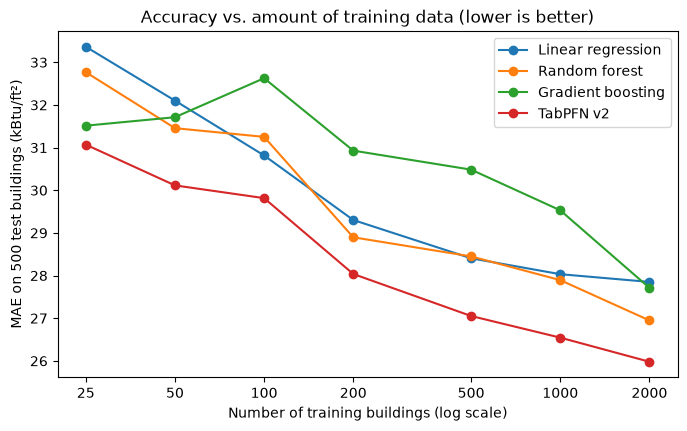 Accuracy vs. amount of training data (lower is better)
MAE on 500 test buildings (kBtu/ft²)
33
32
31
30
29
28
27
26
Linear regression
Random forest
Gradient boosting
TabPFN v2
25 50 100 200 500 1000 2000
Number of training buildings (log scale)